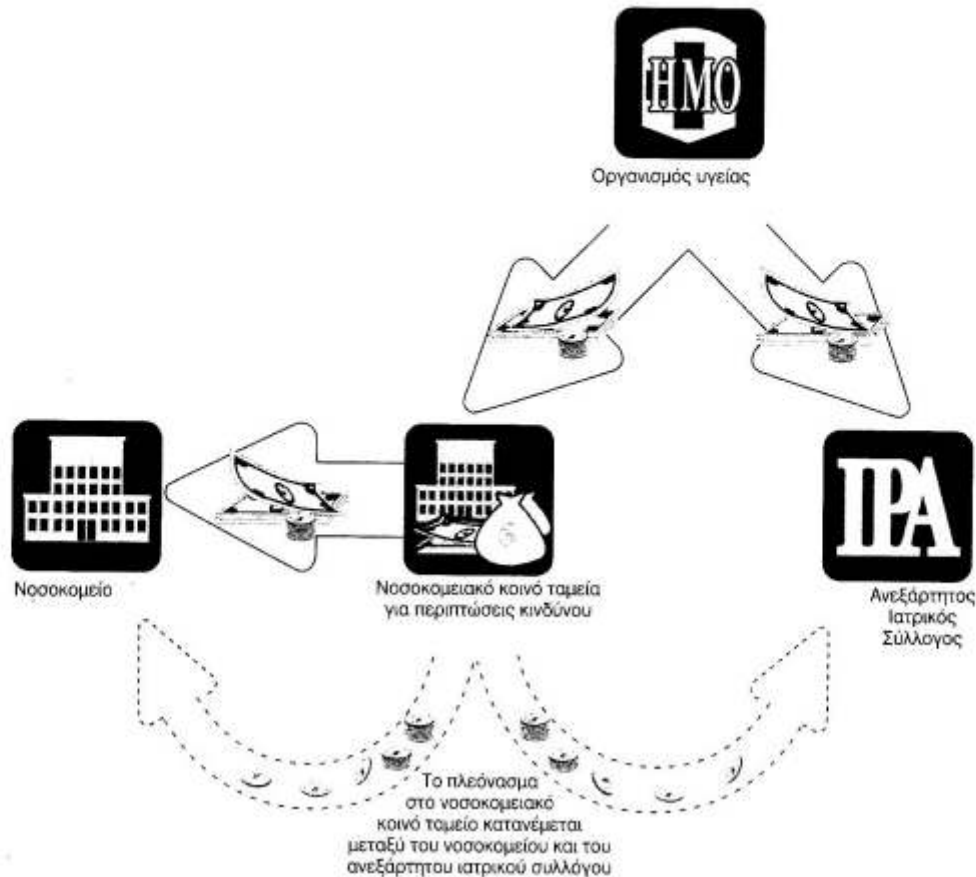 HMO
Οργανισμός υγείας
IPA
Νοσοκομείο
Νοσοκομειακό κοινό ταμεία
για περιπτώσεις κινδύνου
Ανεξάρτητος
Ιατρικός
Σύλλογος
Το πλεόνασμα
στο νοσοκομειακό
κοινό ταμείο κατανέμεται
μεταξύ του νοσοκομείου και του
ανεξάρτητου ιατρικού συλλόγου